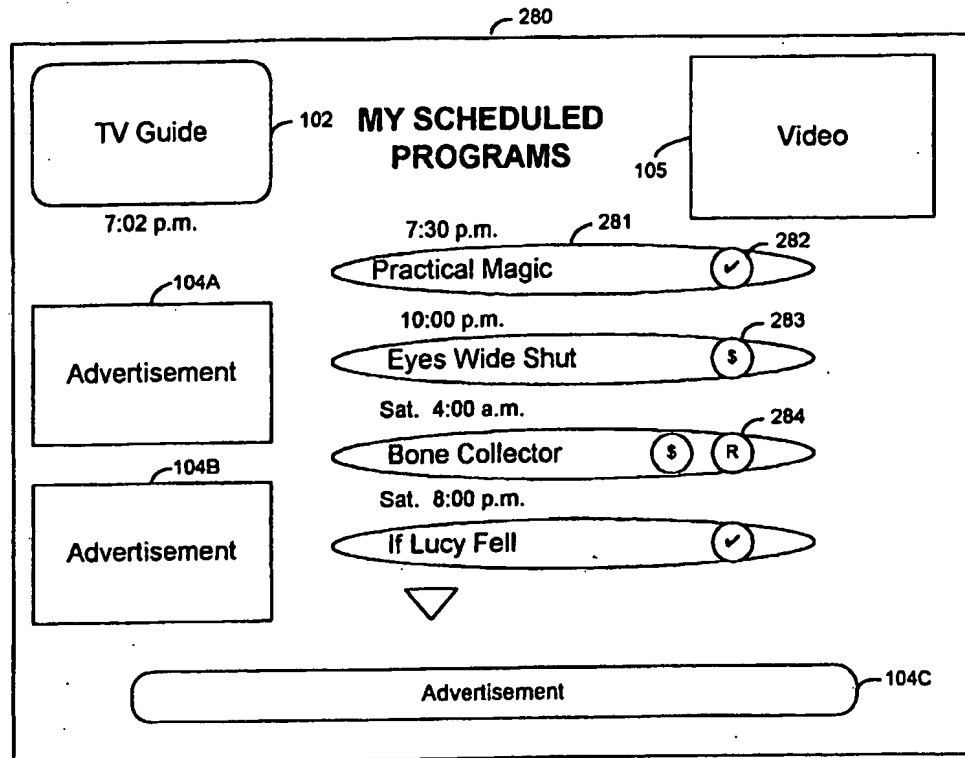 280
TV Guide
102
MY SCHEDULED
PROGRAMS
Video
105
7:02 p.m.
7:30 p.m.
281
282
Practical Magic
✓
104A
Advertisement
10:00 p.m.
283
Eyes Wide Shut
$
Sat. 4:00 a.m.
284
Bone Collector
$ R
104B
Advertisement
Sat. 8:00 p.m.
If Lucy Fell
✓
Advertisement
104C